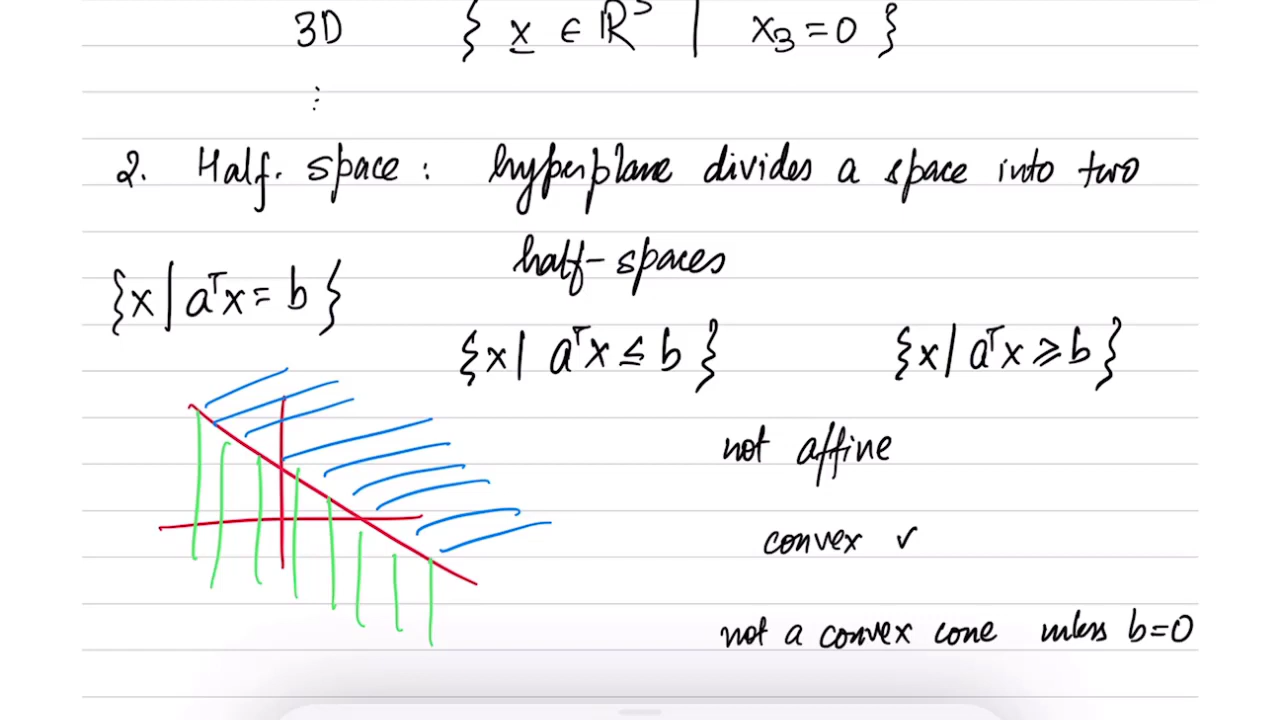 3D { x ∈ ℝ³ | x₃ = 0 }
⋮
2. Half-space : hyperplane divides a space into two
half-spaces
{x | aᵀx = b }
{x | aᵀx ≤ b } {x | aᵀx ≥ b }
not affine
convex ✓
not a convex cone unless b=0